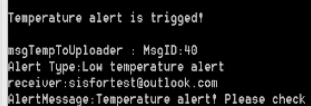 Temperature alert is trigged!
msgTempToUploader : MsgID:40
Alert Type:Low temperature alert
receiver:sisfortest@outlook.com
AlertMessage:Temperature alert! Please check